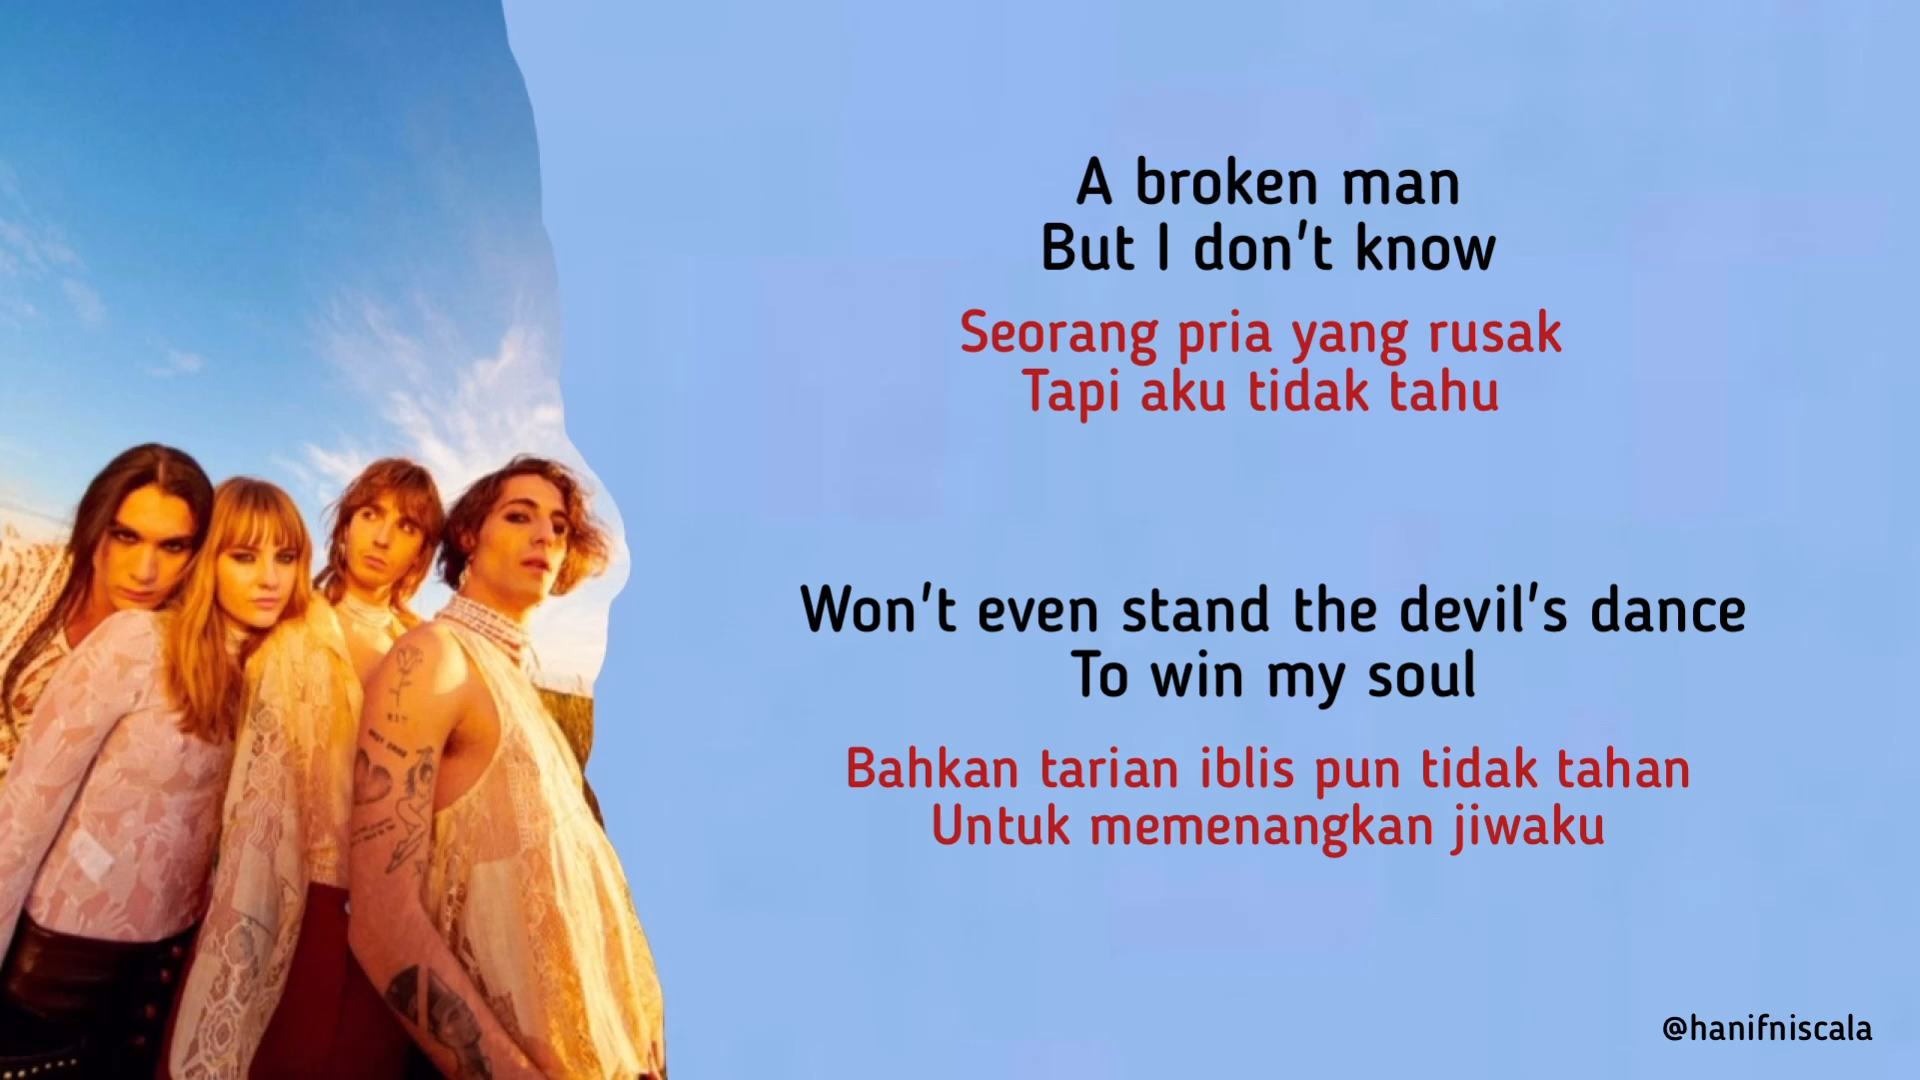 A broken man
But I don't know
Seorang pria yang rusak
Tapi aku tidak tahu
Won't even stand the devil's dance
To win my soul
Bahkan tarian iblis pun tidak tahan
Untuk memenangkan jiwaku
@hanifniscala